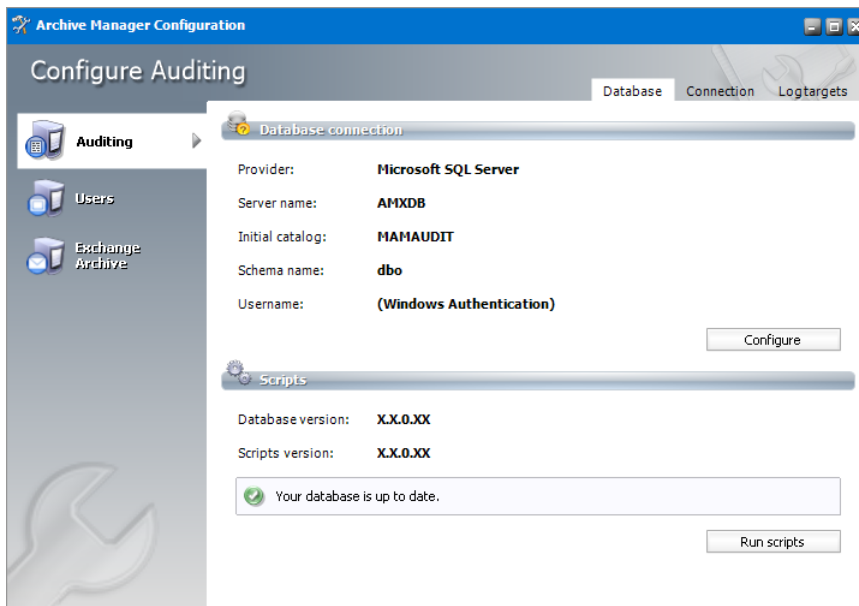 Archive Manager Configuration
Configure Auditing
Database Connection Logtargets
Auditing
Users
Exchange
Archive
Database connection
Provider: Microsoft SQL Server
Server name: AMXDB
Initial catalog: MAMAUDIT
Schema name: dbo
Username: (Windows Authentication)
Configure
Scripts
Database version: X.X.0.XX
Scripts version: X.X.0.XX
Your database is up to date.
Run scripts